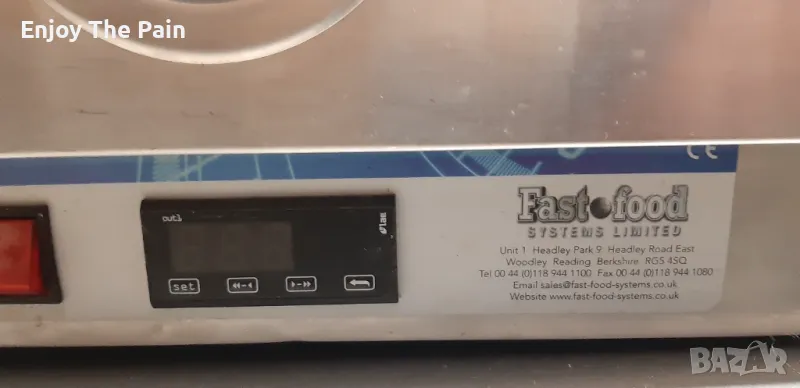 Enjoy The Pain
CE
out1
lae
set
Fast food
SYSTEMS LIMITED
Unit 1 Headley Park 9 Headley Road East
Woodley Reading Berkshire RG5 4SQ
Tel 00 44 (0)118 944 1100 Fax 00 44 (0)118 944 1080
Email sales@fast-food-systems.co.uk
Website www.fast-food-systems.co.uk
BAZAR